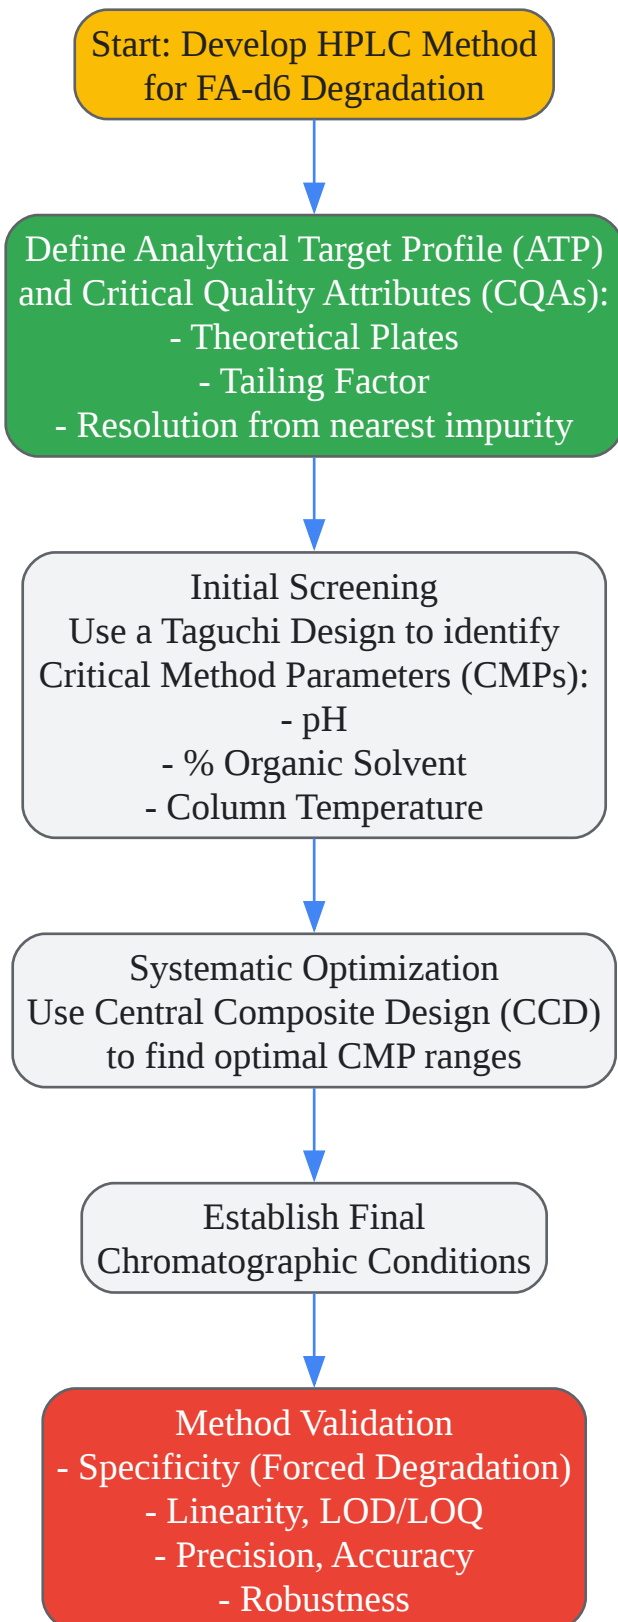 Start: Develop HPLC Method
for FA-d6 Degradation
Define Analytical Target Profile (ATP)
and Critical Quality Attributes (CQAs):
- Theoretical Plates
- Tailing Factor
- Resolution from nearest impurity
Initial Screening
Use a Taguchi Design to identify
Critical Method Parameters (CMPs):
- pH
- % Organic Solvent
- Column Temperature
Systematic Optimization
Use Central Composite Design (CCD)
to find optimal CMP ranges
Establish Final
Chromatographic Conditions
Method Validation
- Specificity (Forced Degradation)
- Linearity, LOD/LOQ
- Precision, Accuracy
- Robustness